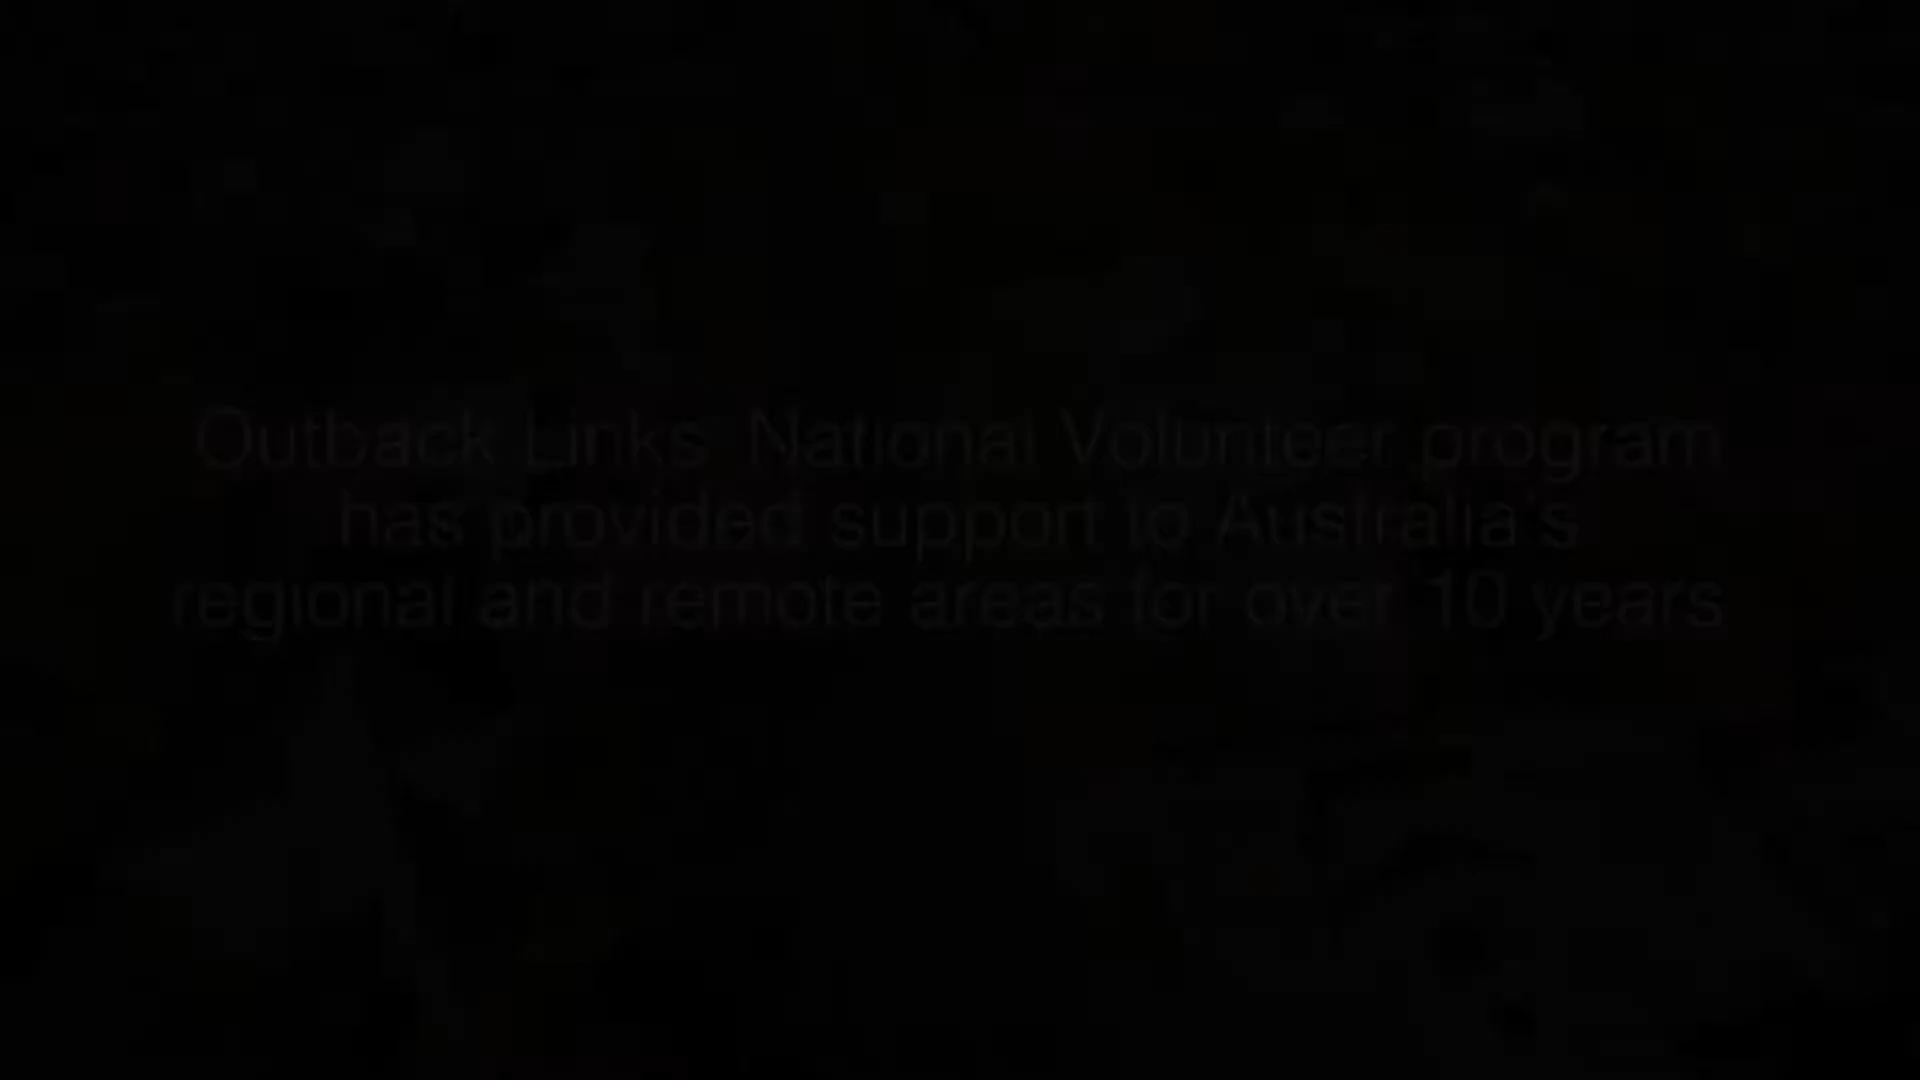 Outback Links National Volunteer program
has provided support to Australia's
regional and remote areas for over 10 years